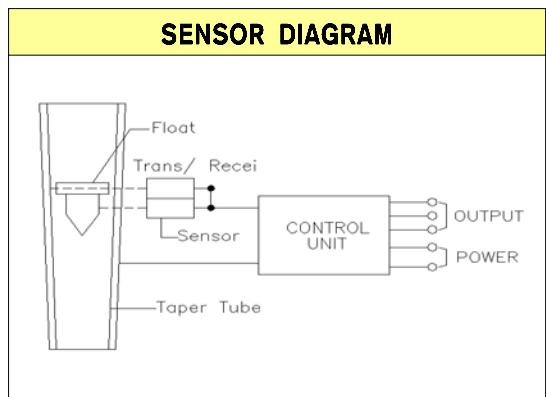 SENSOR DIAGRAM
Float
Trans/ Recei
Sensor
CONTROL
UNIT
OUTPUT
POWER
Taper Tube